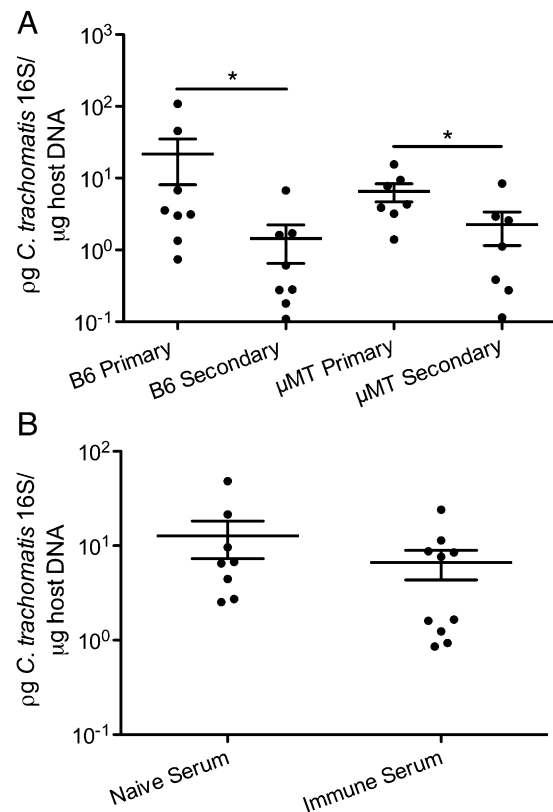 A
ρg C. trachomatis 16S/
µg host DNA
10³
10²
10¹
10⁰
10⁻¹
*
*
B6 Primary
B6 Secondary
µMT Primary
µMT Secondary
B
ρg C. trachomatis 16S/
µg host DNA
10²
10¹
10⁰
10⁻¹
Naive Serum
Immune Serum